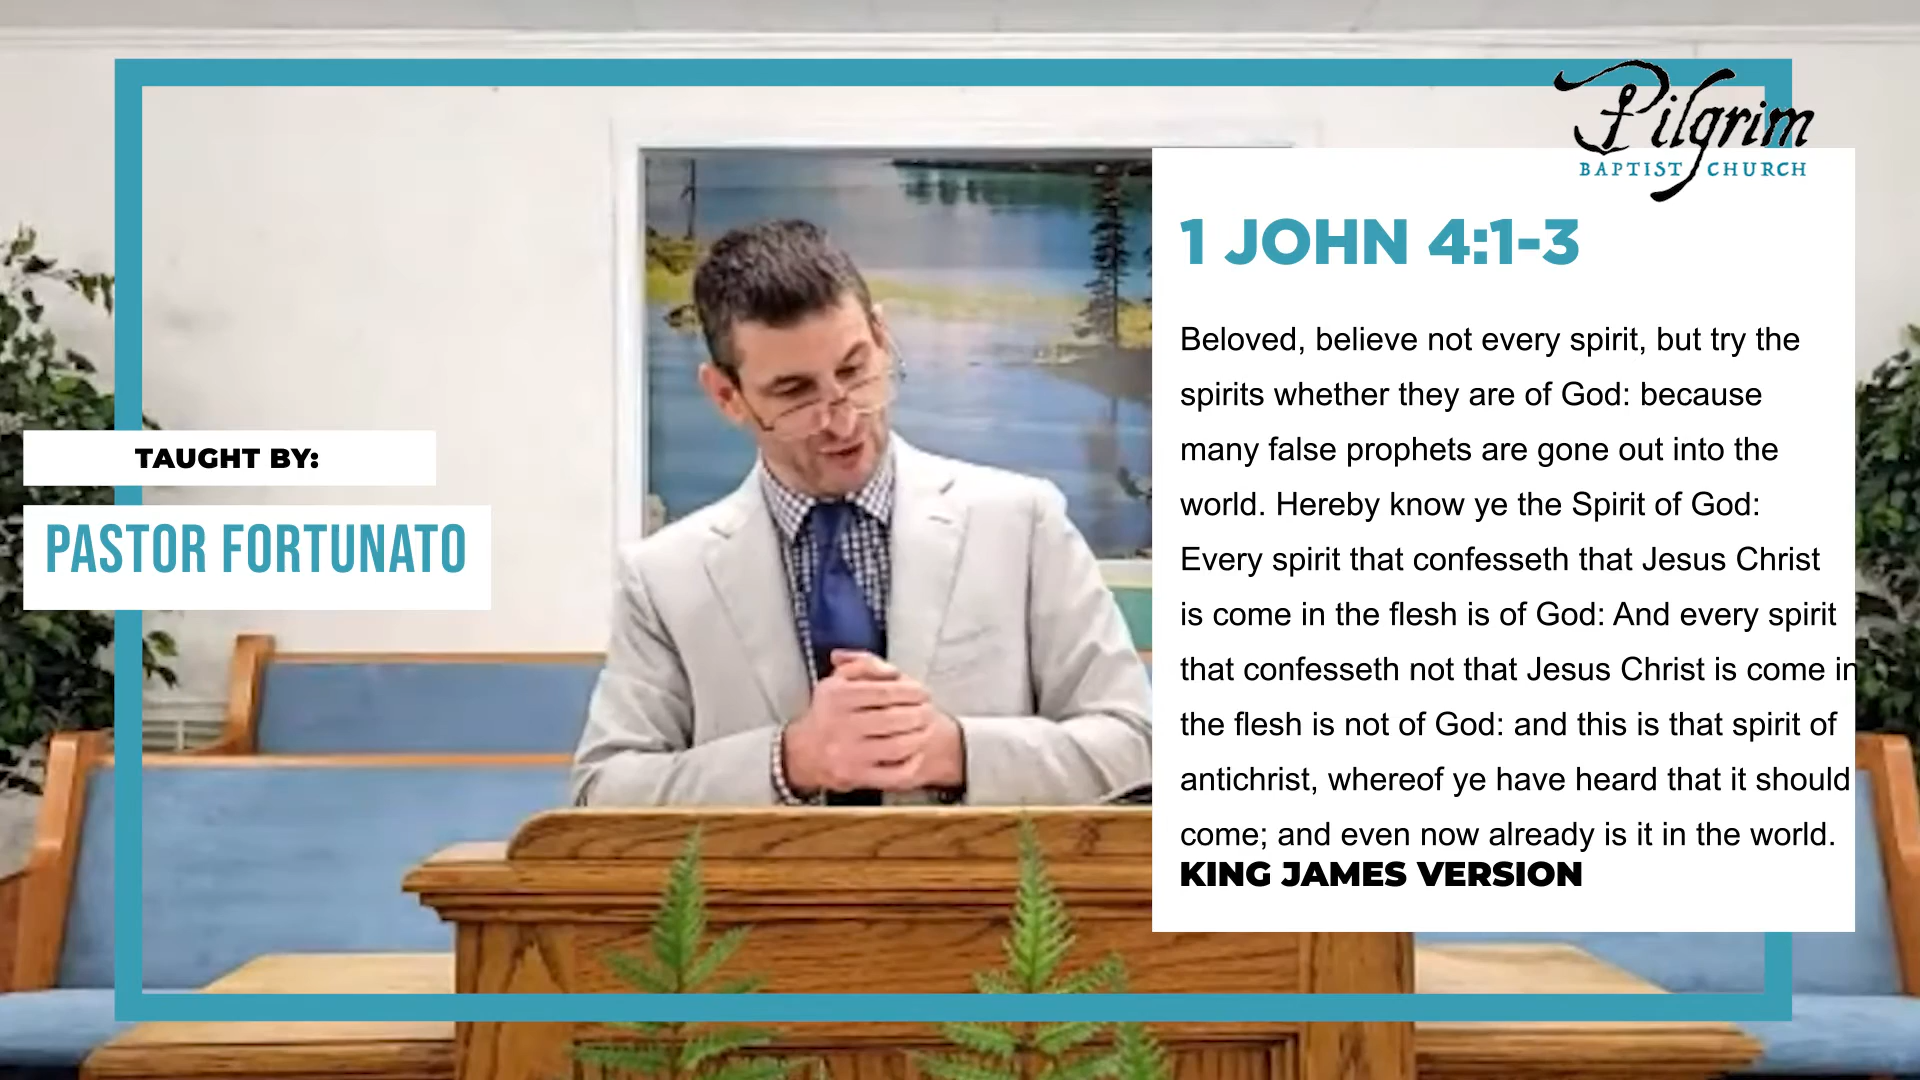 Pilgrim
BAPTIST CHURCH
TAUGHT BY:
PASTOR FORTUNATO
1 JOHN 4:1-3
Beloved, believe not every spirit, but try the
spirits whether they are of God: because
many false prophets are gone out into the
world. Hereby know ye the Spirit of God:
Every spirit that confesseth that Jesus Christ
is come in the flesh is of God: And every spirit
that confesseth not that Jesus Christ is come in
the flesh is not of God: and this is that spirit of
antichrist, whereof ye have heard that it should
come; and even now already is it in the world.
KING JAMES VERSION